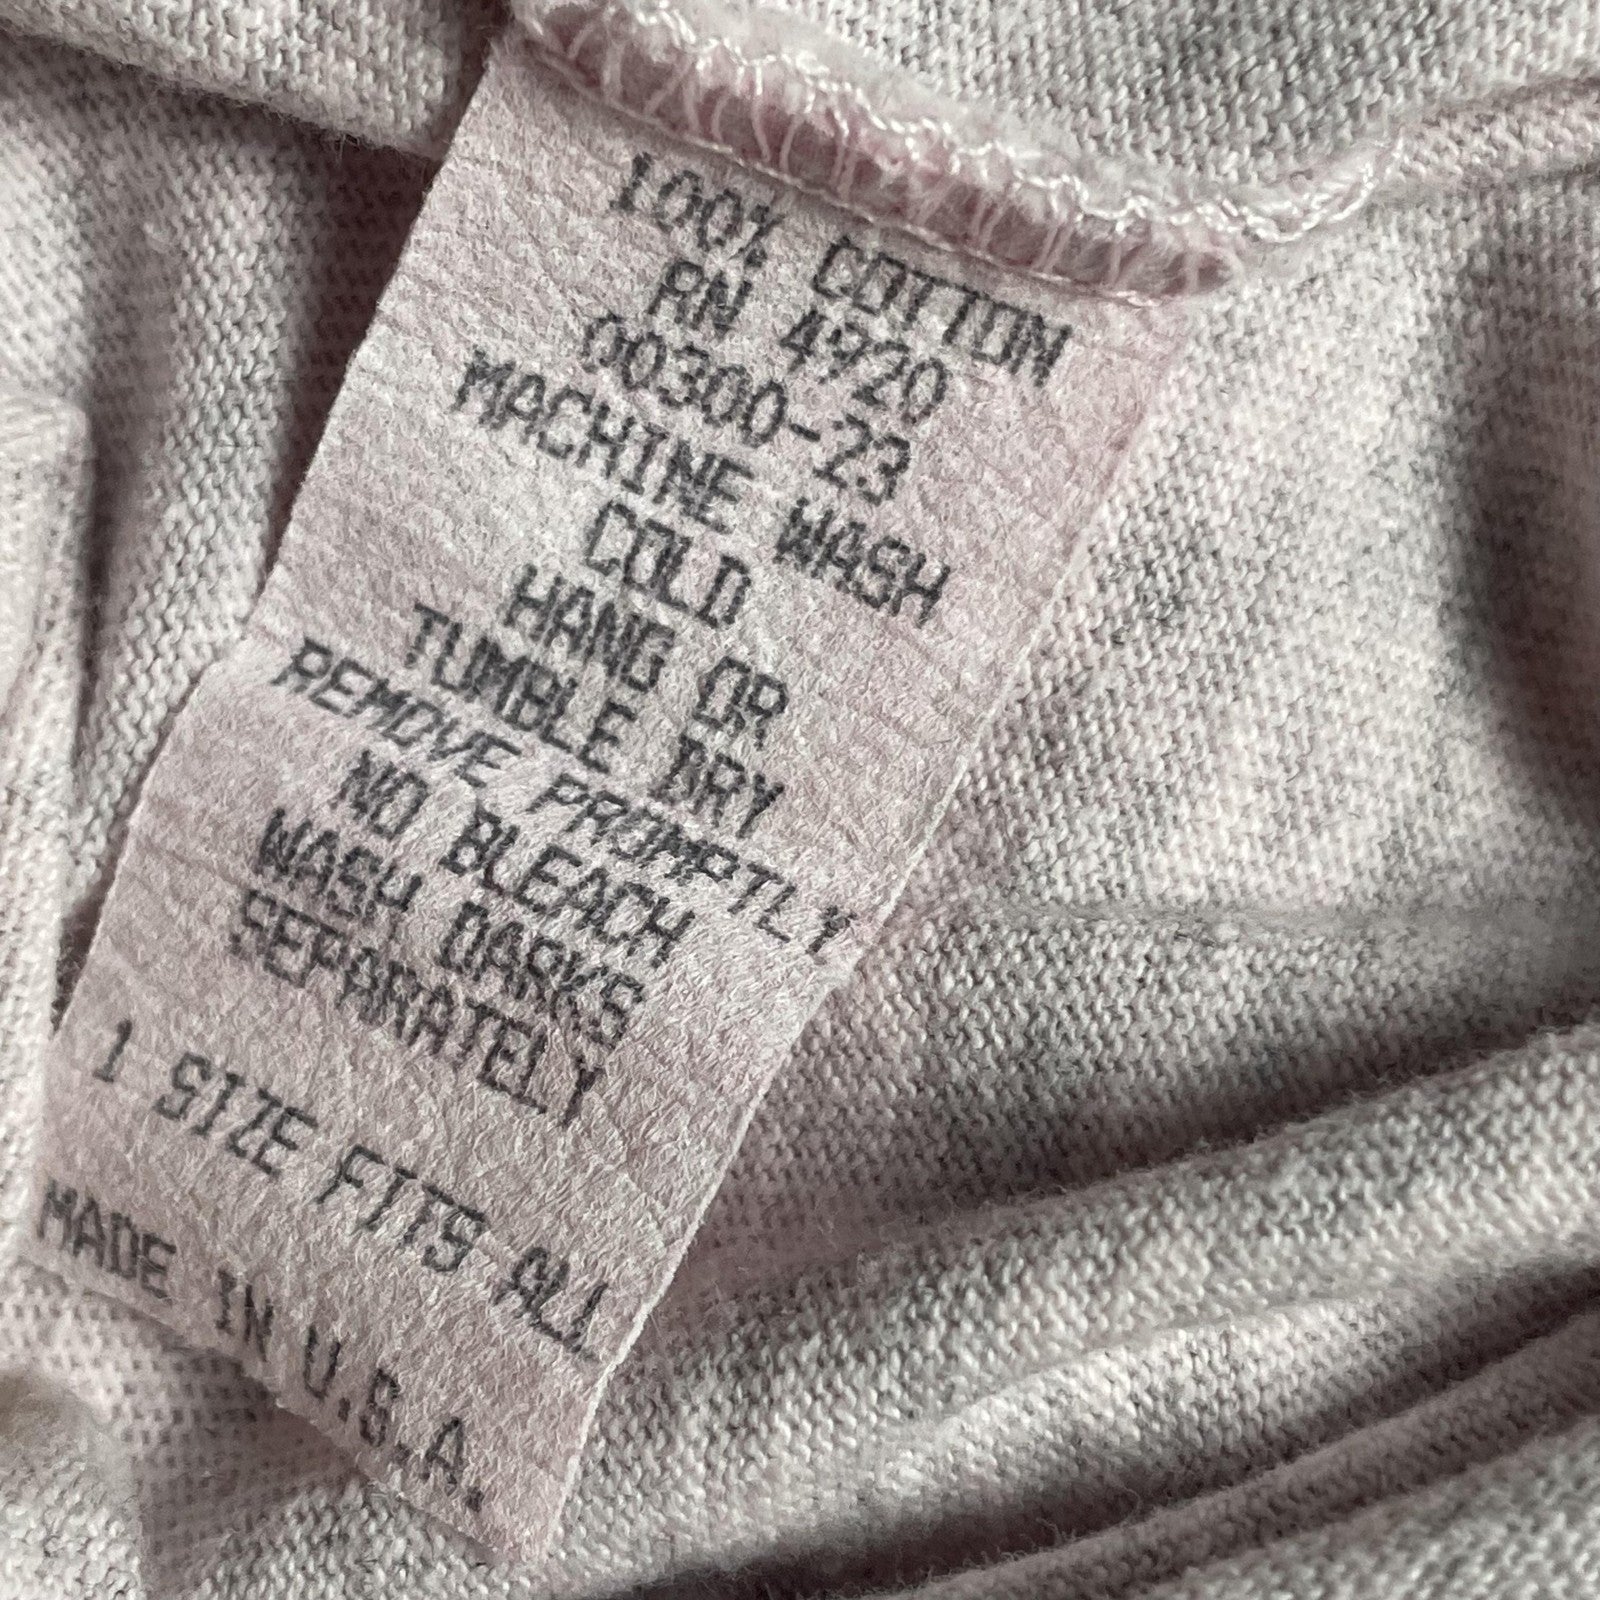 100% COTTON
RN 4920
00300-23
MACHINE WASH
COLD
HANG OR
TUMBLE DRY
REMOVE PROMPTLY
NO BLEACH
WASH DARKS
SEPARATELY
1 SIZE FITS ALL
MADE IN U.S.A.